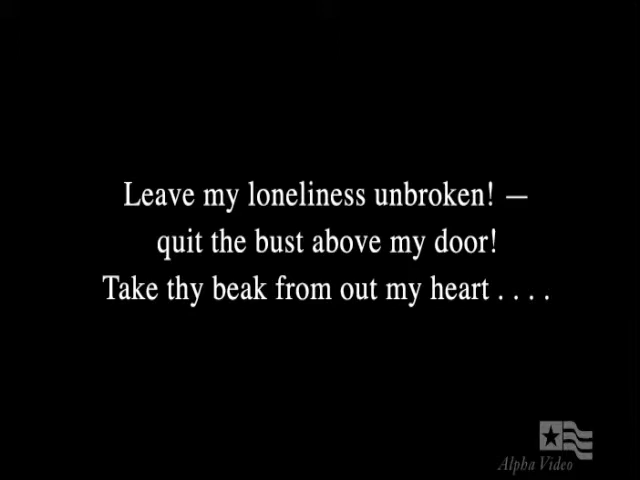 Leave my loneliness unbroken! —
quit the bust above my door!
Take thy beak from out my heart . . . .
Alpha Video